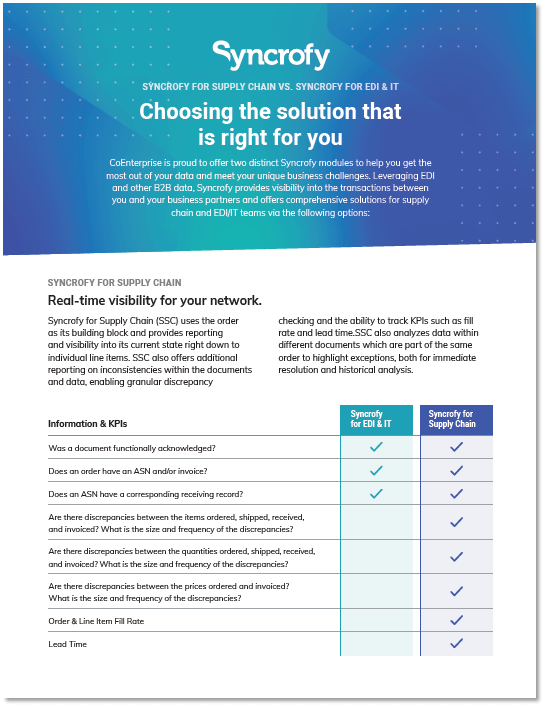 Syncrofy
SYNCROFY FOR SUPPLY CHAIN VS. SYNCROFY FOR EDI & IT
Choosing the solution that
is right for you
CoEnterprise is proud to offer two distinct Syncrofy modules to help you get the
most out of your data and meet your unique business challenges. Leveraging EDI
and other B2B data, Syncrofy provides visibility into the transactions between
you and your business partners and offers comprehensive solutions for supply
chain and EDI/IT teams via the following options:
SYNCROFY FOR SUPPLY CHAIN
Real-time visibility for your network.
Syncrofy for Supply Chain (SSC) uses the order
as its building block and provides reporting
and visibility into its current state right down to
individual line items. SSC also offers additional
reporting on inconsistencies within the documents
and data, enabling granular discrepancy
checking and the ability to track KPIs such as fill
rate and lead time.SSC also analyzes data within
different documents which are part of the same
order to highlight exceptions, both for immediate
resolution and historical analysis.
Information & KPIs
Syncrofy
for EDI & IT
Syncrofy for
Supply Chain
Was a document functionally acknowledged?
Does an order have an ASN and/or invoice?
Does an ASN have a corresponding receiving record?
Are there discrepancies between the items ordered, shipped, received,
and invoiced? What is the size and frequency of the discrepancies?
Are there discrepancies between the quantities ordered, shipped, received,
and invoiced? What is the size and frequency of the discrepancies?
Are there discrepancies between the prices ordered and invoiced?
What is the size and frequency of the discrepancies?
Order & Line Item Fill Rate
Lead Time